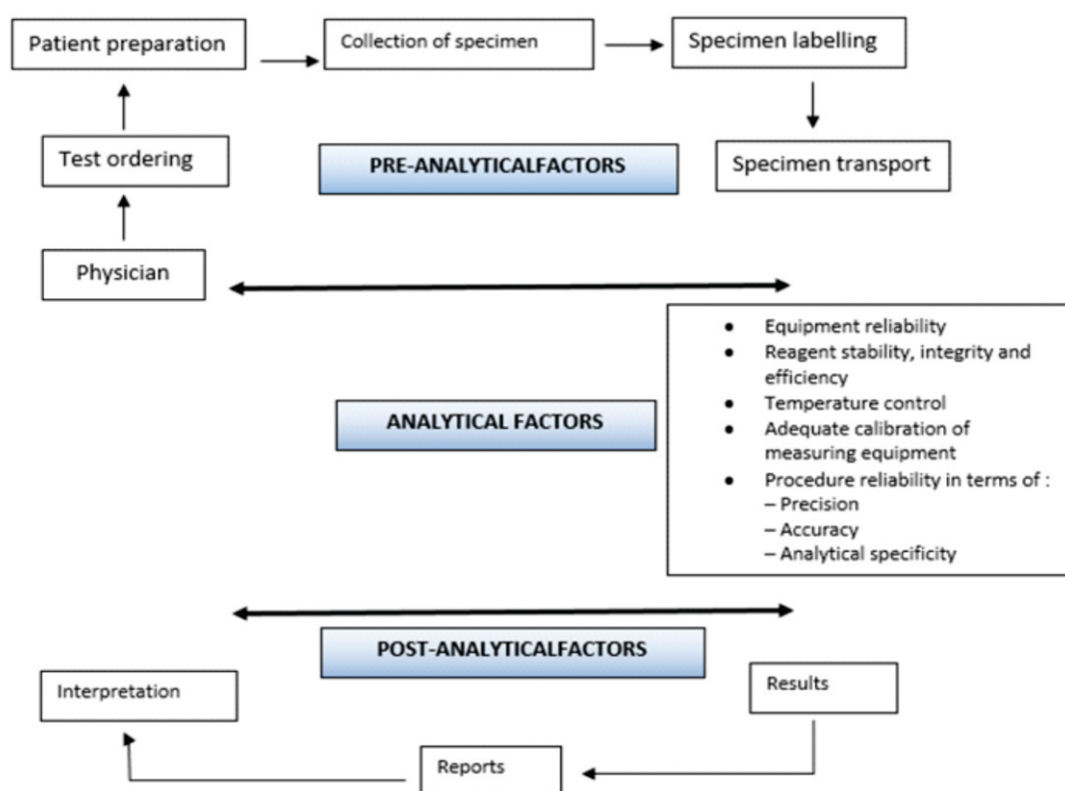 Patient preparation
Collection of specimen
Specimen labelling
Test ordering
PRE-ANALYTICALFACTORS
Specimen transport
Physician
● Equipment reliability
● Reagent stability, integrity and
efficiency
● Temperature control
● Adequate calibration of
measuring equipment
● Procedure reliability in terms of :
– Precision
– Accuracy
– Analytical specificity
ANALYTICAL FACTORS
POST-ANALYTICALFACTORS
Interpretation
Results
Reports